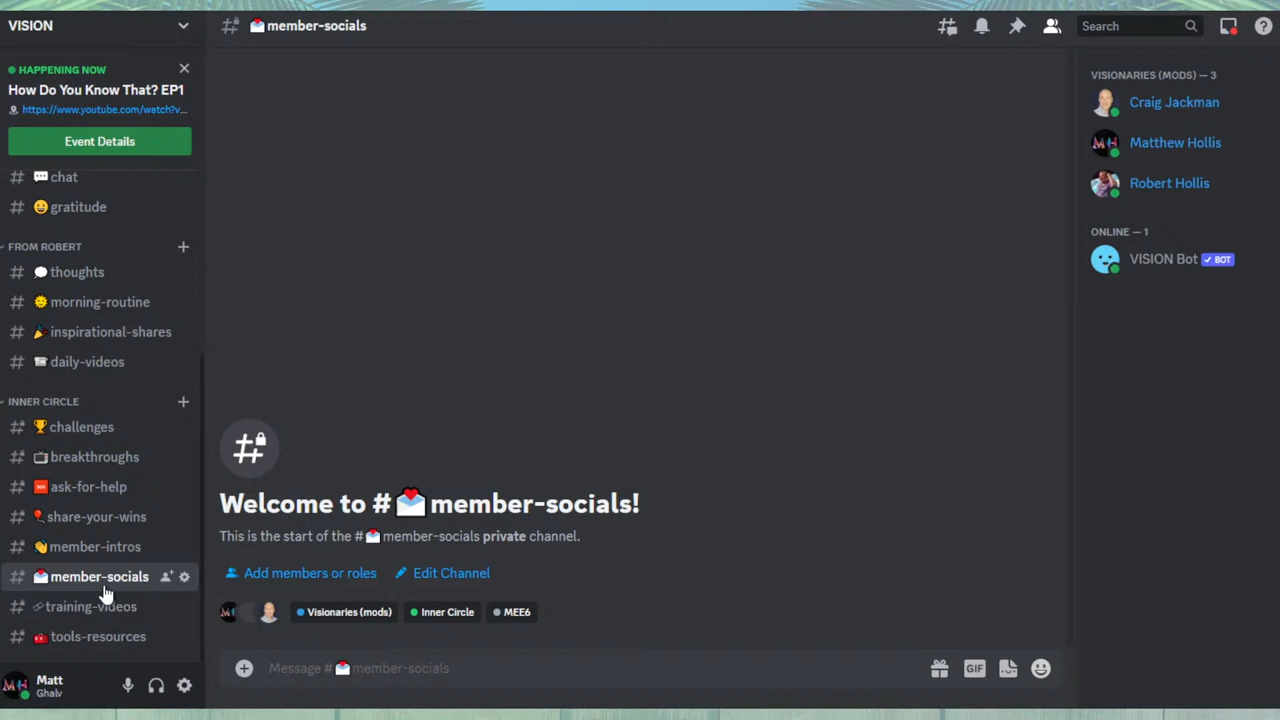 VISION
HAPPENING NOW
How Do You Know That? EP1
https://www.youtube.com/watch?v...
Event Details
chat
gratitude
FROM ROBERT
thoughts
morning-routine
inspirational-shares
daily-videos
INNER CIRCLE
challenges
breakthroughs
ask-for-help
share-your-wins
member-intros
member-socials
training-videos
tools-resources
Matt
Ghalv
# 💌member-socials
Search
Welcome to #💌member-socials!
This is the start of the #💌member-socials private channel.
Add members or roles
Edit Channel
Visionaries (mods) Inner Circle MEE6
Message #💌member-socials
GIF
VISIONARIES (MODS) — 3
Craig Jackman
Matthew Hollis
Robert Hollis
ONLINE — 1
VISION Bot ✓ BOT